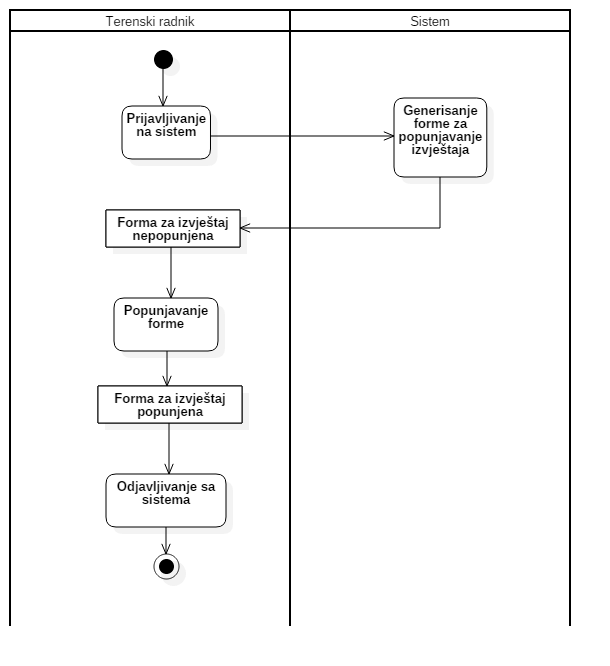 Terenski radnik
Sistem
Prijavljivanje
na sistem
Generisanje
forme za
popunjavanje
izvještaja
Forma za izvještaj
nepopunjena
Popunjavanje
forme
Forma za izvještaj
popunjena
Odjavljivanje sa
sistema